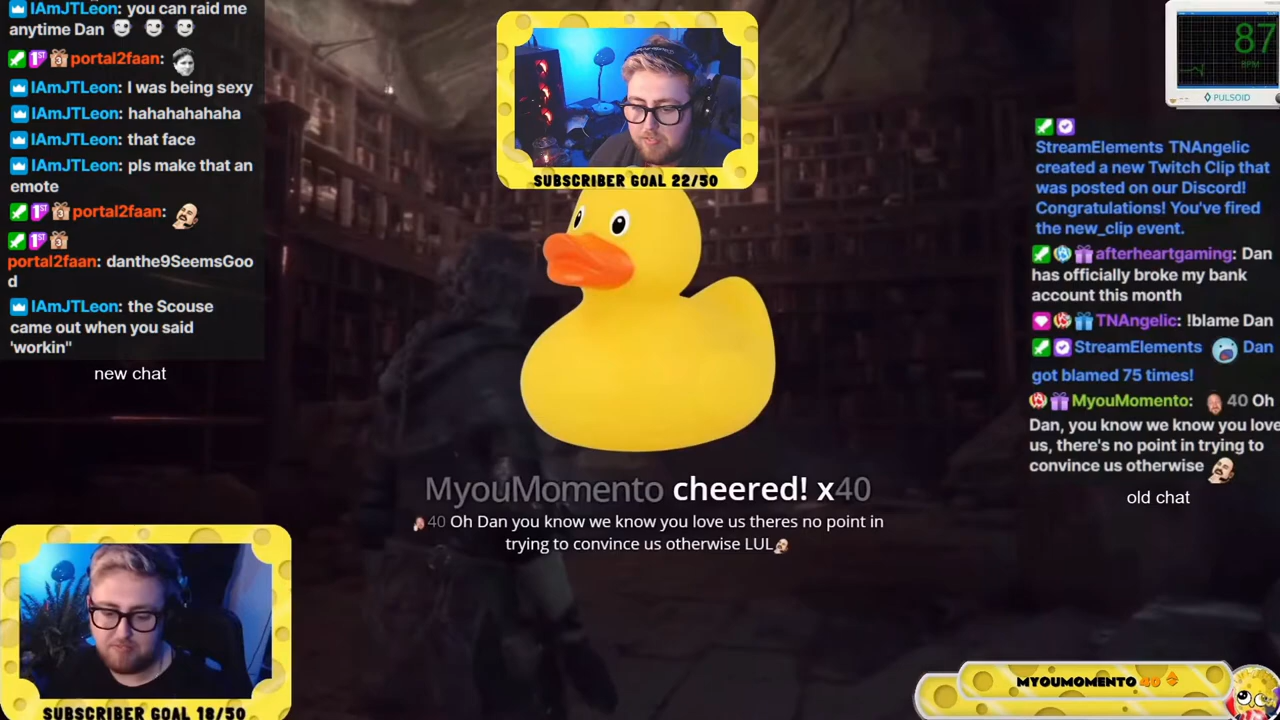 IAmJTLeon: you can raid me
anytime Dan
portal2faan:
IAmJTLeon: I was being sexy
IAmJTLeon: hahahahahaha
IAmJTLeon: that face
IAmJTLeon: pls make that an
emote
portal2faan:
portal2faan: danthe9SeemsGoo
d
IAmJTLeon: the Scouse
came out when you said
'workin"
new chat
SUBSCRIBER GOAL 22/50
MyouMomento cheered! x40
40 Oh Dan you know we know you love us theres no point in
trying to convince us otherwise LUL
SUBSCRIBER GOAL 18/50
87
BPM
PULSOID
StreamElements TNAngelic
created a new Twitch Clip that
was posted on our Discord!
Congratulations! You've fired
the new_clip event.
afterheartgaming: Dan
has officially broke my bank
account this month
TNAngelic: !blame Dan
StreamElements Dan
got blamed 75 times!
MyouMomento: 40 Oh
Dan, you know we know you love
us, there's no point in trying to
convince us otherwise
old chat
MYOUMOMENTO 40